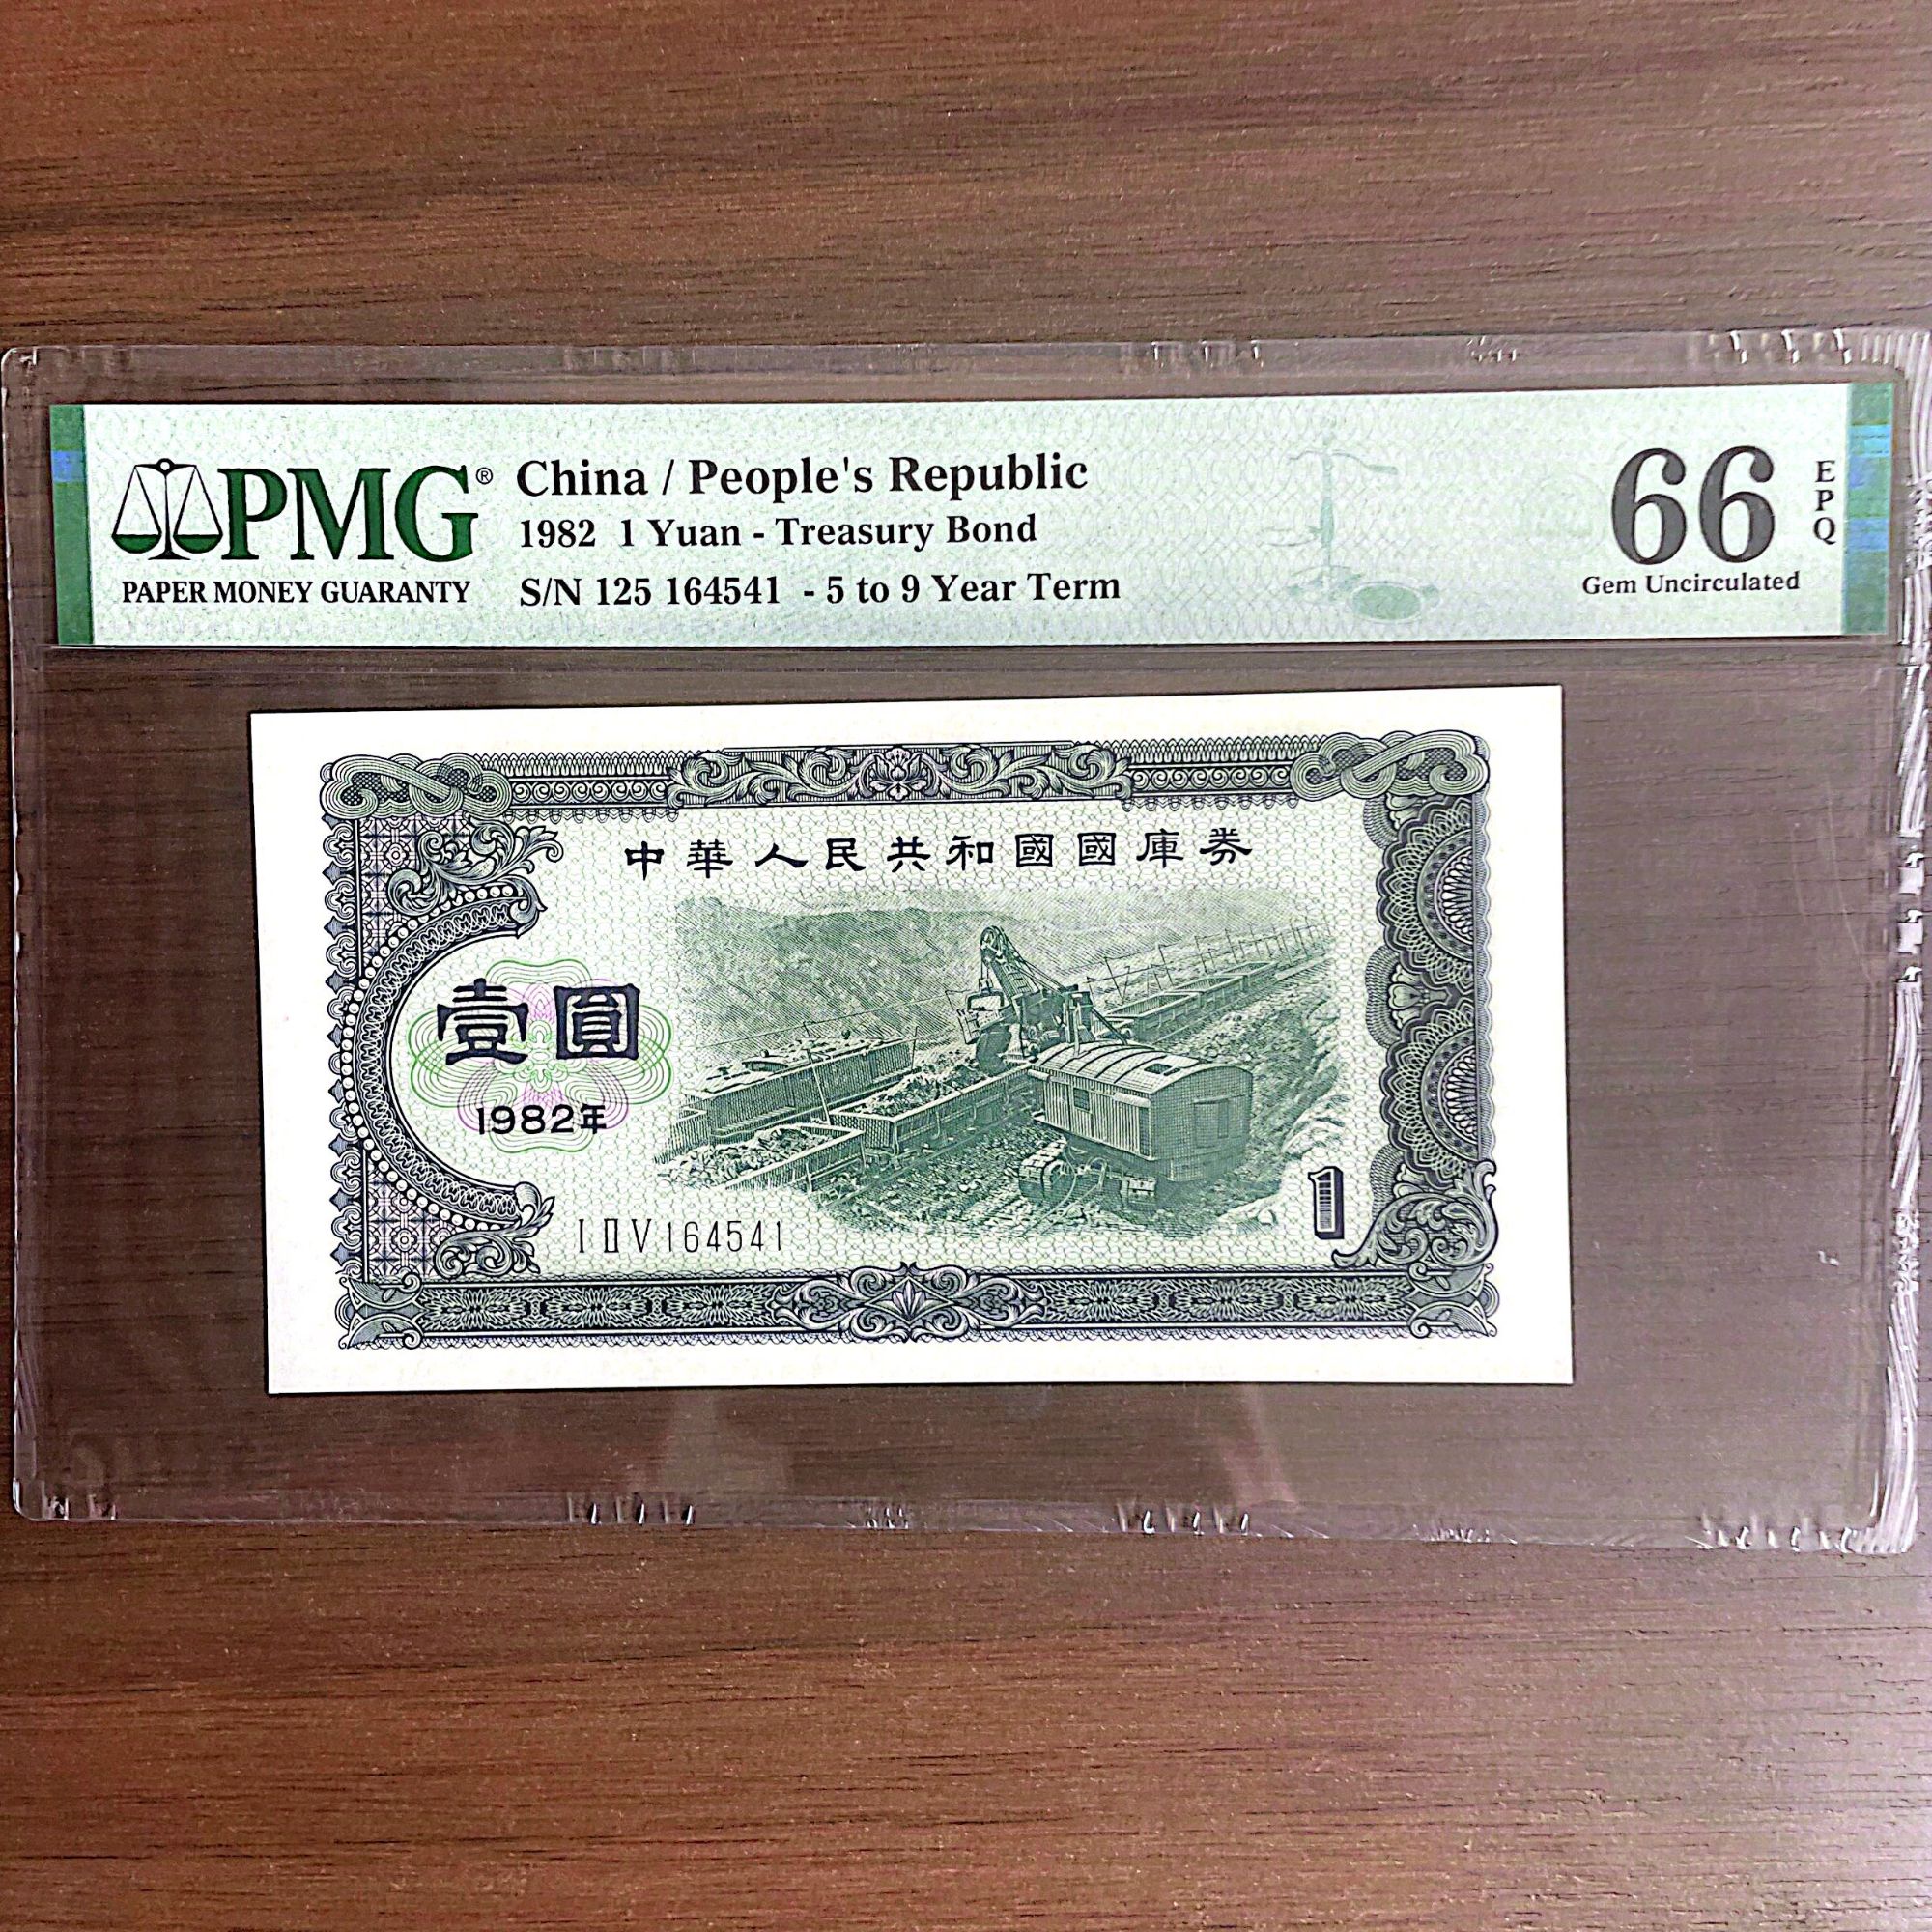 PMG®
PAPER MONEY GUARANTY
China / People's Republic
1982 1 Yuan - Treasury Bond
S/N 125 164541 - 5 to 9 Year Term
66
EPQ
Gem Uncirculated
中華人民共和國國庫券
壹圓
1982年
I II V 164541
1